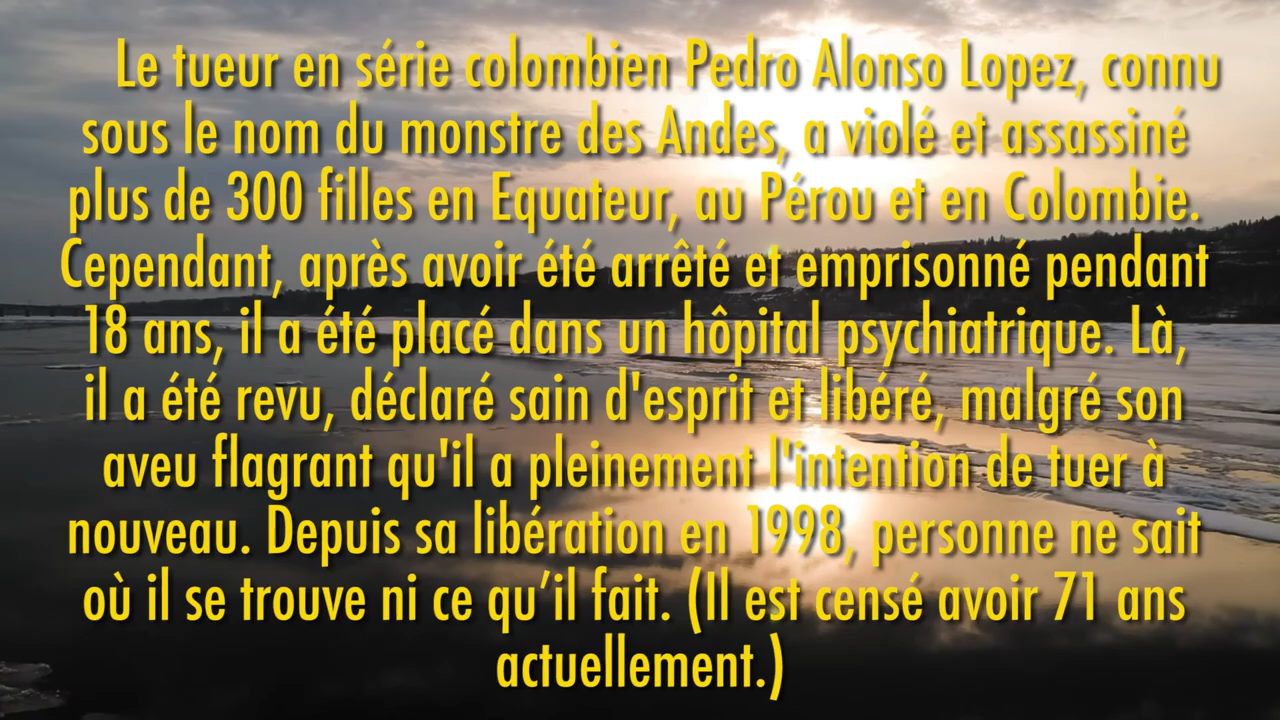 Le tueur en série colombien Pedro Alonso Lopez, connu
sous le nom du monstre des Andes, a violé et assassiné
plus de 300 filles en Equateur, au Pérou et en Colombie.
Cependant, après avoir été arrêté et emprisonné pendant
18 ans, il a été placé dans un hôpital psychiatrique. Là,
il a été revu, déclaré sain d'esprit et libéré, malgré son
aveu flagrant qu'il a pleinement l'intention de tuer à
nouveau. Depuis sa libération en 1998, personne ne sait
où il se trouve ni ce qu’il fait. (Il est censé avoir 71 ans
actuellement.)